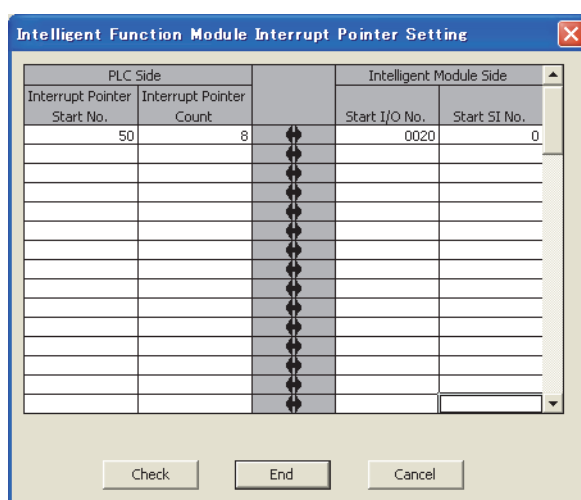 Intelligent Function Module Interrupt Pointer Setting
PLC Side Intelligent Module Side
Interrupt Pointer Start No. Interrupt Pointer Count Start I/O No. Start SI No.
50 8 0020 0
Check End Cancel